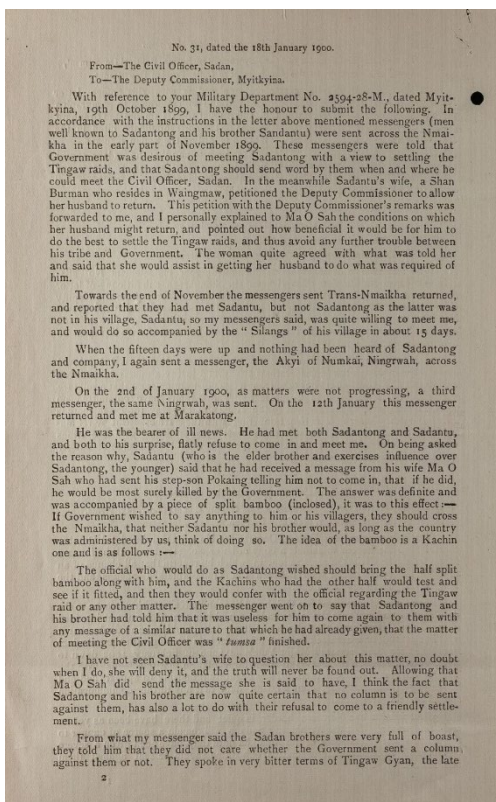 No. 31, dated the 18th January 1900.
From—The Civil Officer, Sadan,
To—The Deputy Commissioner, Myitkyina.
With reference to your Military Department No. 2594-28-M., dated Myit-
kyina, 19th October 1899, I have the honour to submit the following. In
accordance with the instructions in the letter above mentioned messengers (men
well known to Sadantong and his brother Sandantu) were sent across the Nmai-
kha in the early part of November 1899. These messengers were told that
Government was desirous of meeting Sadantong with a view to settling the
Tingaw raids, and that Sadantong should send word by them when and where he
could meet the Civil Officer, Sadan. In the meanwhile Sadantu's wife, a Shan
Burman who resides in Waingmaw, petitioned the Deputy Commissioner to allow
her husband to return. This petition with the Deputy Commissioner's remarks was
forwarded to me, and I personally explained to Ma O Sah the conditions on which
her husband might return, and pointed out how beneficial it would be for him to
do the best to settle the Tingaw raids, and thus avoid any further trouble between
his tribe and Government. The woman quite agreed with what was told her
and said that she would assist in getting her husband to do what was required of
him.
Towards the end of November the messengers sent Trans-Nmaikha returned,
and reported that they had met Sadantu, but not Sadantong as the latter was
not in his village, Sadantu, so my messengers said, was quite willing to meet me,
and would do so accompanied by the "Silangs" of his village in about 15 days.
When the fifteen days were up and nothing had been heard of Sadantong
and company, I again sent a messenger, the Akyi of Numkai, Ningrwah, across
the Nmaikha.
On the 2nd of January 1900, as matters were not progressing, a third
messenger, the same Ningrwah, was sent. On the 12th January this messenger
returned and met me at Marakatong.
He was the bearer of ill news. He had met both Sadantong and Sadantu,
and both to his surprise, flatly refuse to come in and meet me. On being asked
the reason why, Sadantu (who is the elder brother and exercises influence over
Sadantong, the younger) said that he had received a message from his wife Ma O
Sah who had sent his step-son Pokaing telling him not to come in, that if he did,
he would be most surely killed by the Government. The answer was definite and
was accompanied by a piece of split bamboo (inclosed), it was to this effect:—
If Government wished to say anything to him or his villagers, they should cross
the Nmaikha, that neither Sadantu nor his brother would, as long as the country
was administered by us, think of doing so. The idea of the bamboo is a Kachin
one and is as follows:—
The official who would do as Sadantong wished should bring the half split
bamboo along with him, and the Kachins who had the other half would test and
see if it fitted, and then they would confer with the official regarding the Tingaw
raid or any other matter. The messenger went on to say that Sadantong and
his brother had told him that it was useless for him to come again to them with
any message of a similar nature to that which he had already given, that the matter
of meeting the Civil Officer was "tumsa" finished.
I have not seen Sadantu's wife to question her about this matter, no doubt
when I do, she will deny it, and the truth will never be found out. Allowing that
Ma O Sah did send the message she is said to have, I think the fact that
Sadantong and his brother are now quite certain that no column is to be sent
against them, has also a lot to do with their refusal to come to a friendly settle-
ment.
From what my messenger said the Sadan brothers were very full of boast,
they told him that they did not care whether the Government sent a column
against them or not. They spoke in very bitter terms of Tingaw Gyan, the late
2